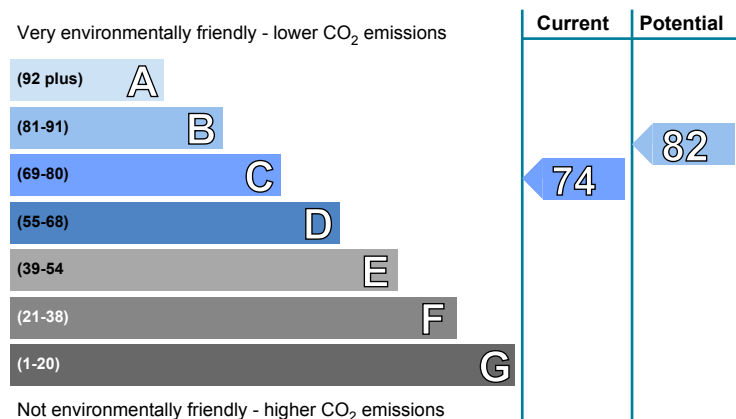 Current Potential
Very environmentally friendly - lower CO2 emissions
(92 plus) A
(81-91) B
82
(69-80) C
74
(55-68) D
(39-54 E
(21-38) F
(1-20) G
Not environmentally friendly - higher CO2 emissions